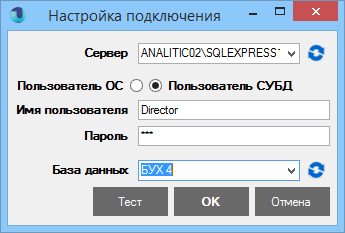 Настройка подключения
Сервер ANALITIC02\SQLEXPRESS1
Пользователь ОС Пользователь СУБД
Имя пользователя Director
Пароль ***
База данных БУХ 4
Тест OK Отмена